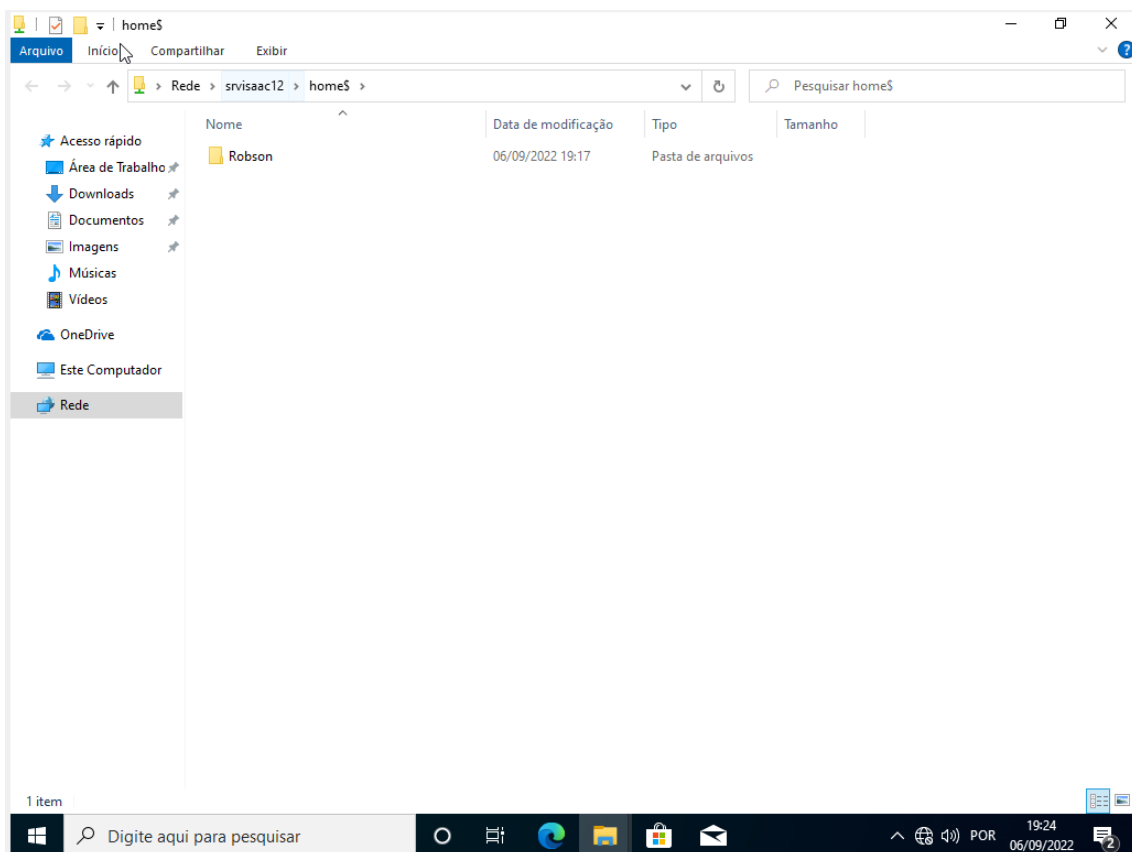 home$
Arquivo Início Compartilhar Exibir
Rede > srvisaac12 > home$ >
Pesquisar home$
Nome Data de modificação Tipo Tamanho
Robson 06/09/2022 19:17 Pasta de arquivos
Acesso rápido
Área de Trabalho
Downloads
Documentos
Imagens
Músicas
Vídeos
OneDrive
Este Computador
Rede
1 item
Digite aqui para pesquisar
POR
19:24
06/09/2022
2